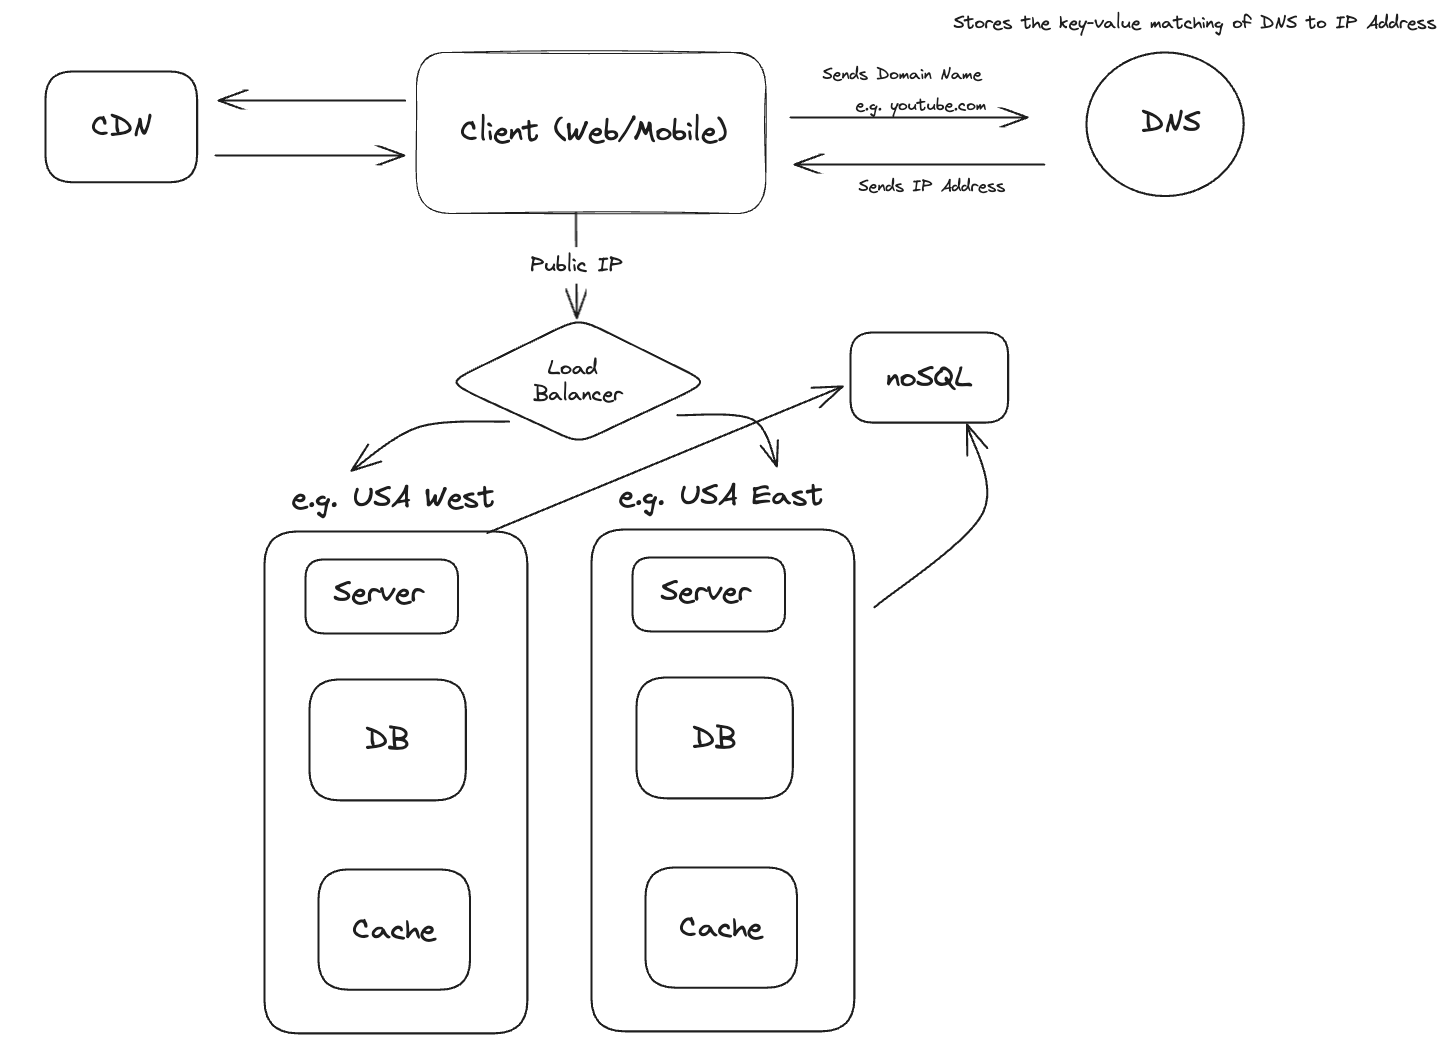 Stores the key-value matching of DNS to IP Address
CDN
Client (Web/Mobile)
Sends Domain Name
e.g. youtube.com
DNS
Sends IP Address
Public IP
Load
Balancer
noSQL
e.g. USA West
e.g. USA East
Server
Server
DB
DB
Cache
Cache